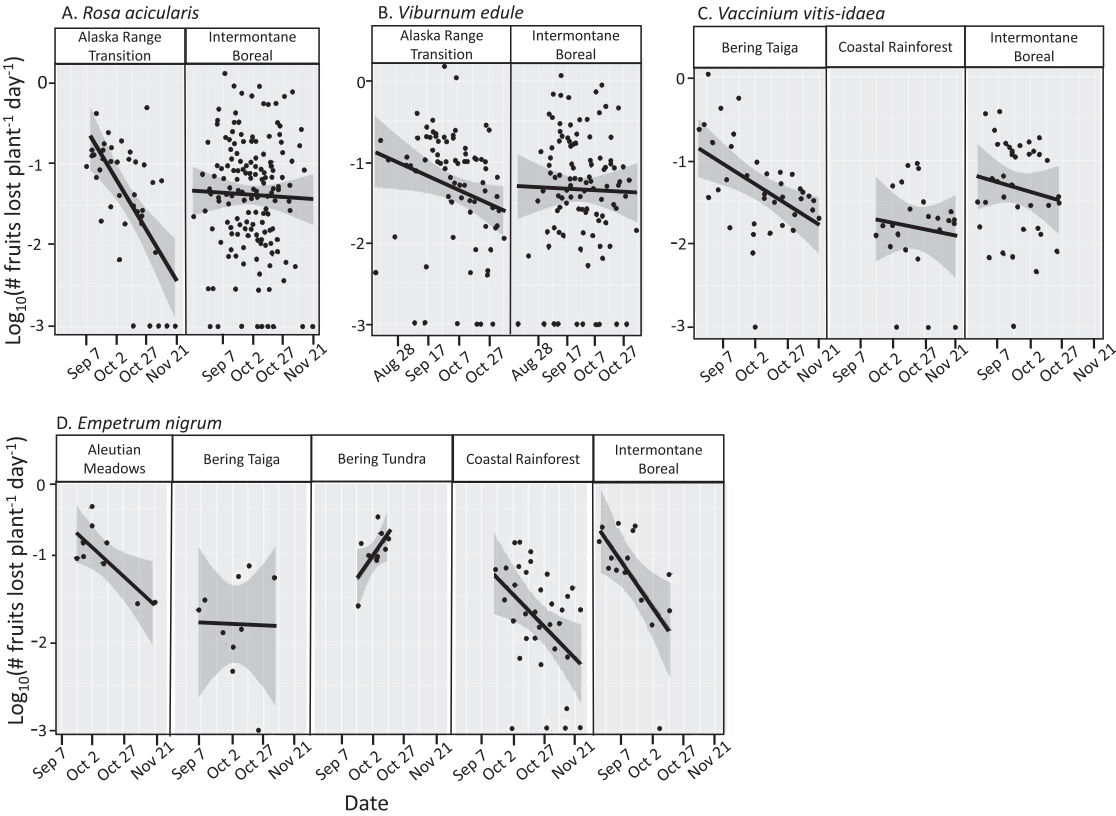 A. Rosa acicularis
B. Viburnum edule
C. Vaccinium vitis-idaea
Alaska Range
Transition
Intermontane
Boreal
Alaska Range
Transition
Intermontane
Boreal
Bering Taiga
Coastal Rainforest
Intermontane
Boreal
Log10(# fruits lost plant-1 day-1)
0
-1
-2
-3
0
-1
-2
-3
0
-1
-2
-3
Sep 7
Oct 2
Oct 27
Nov 21
Sep 7
Oct 2
Oct 27
Nov 21
Aug 28
Sep 17
Oct 7
Oct 27
Aug 28
Sep 17
Oct 7
Oct 27
Sep 7
Oct 2
Oct 27
Nov 21
Sep 7
Oct 2
Oct 27
Nov 21
Sep 7
Oct 2
Oct 27
Nov 21
D. Empetrum nigrum
Aleutian
Meadows
Bering Taiga
Bering Tundra
Coastal Rainforest
Intermontane
Boreal
Log10(# fruits lost plant-1 day-1)
0
-1
-2
-3
Sep 7
Oct 2
Oct 27
Nov 21
Sep 7
Oct 2
Oct 27
Nov 21
Sep 7
Oct 2
Oct 27
Nov 21
Sep 7
Oct 2
Oct 27
Nov 21
Sep 7
Oct 2
Oct 27
Nov 21
Date